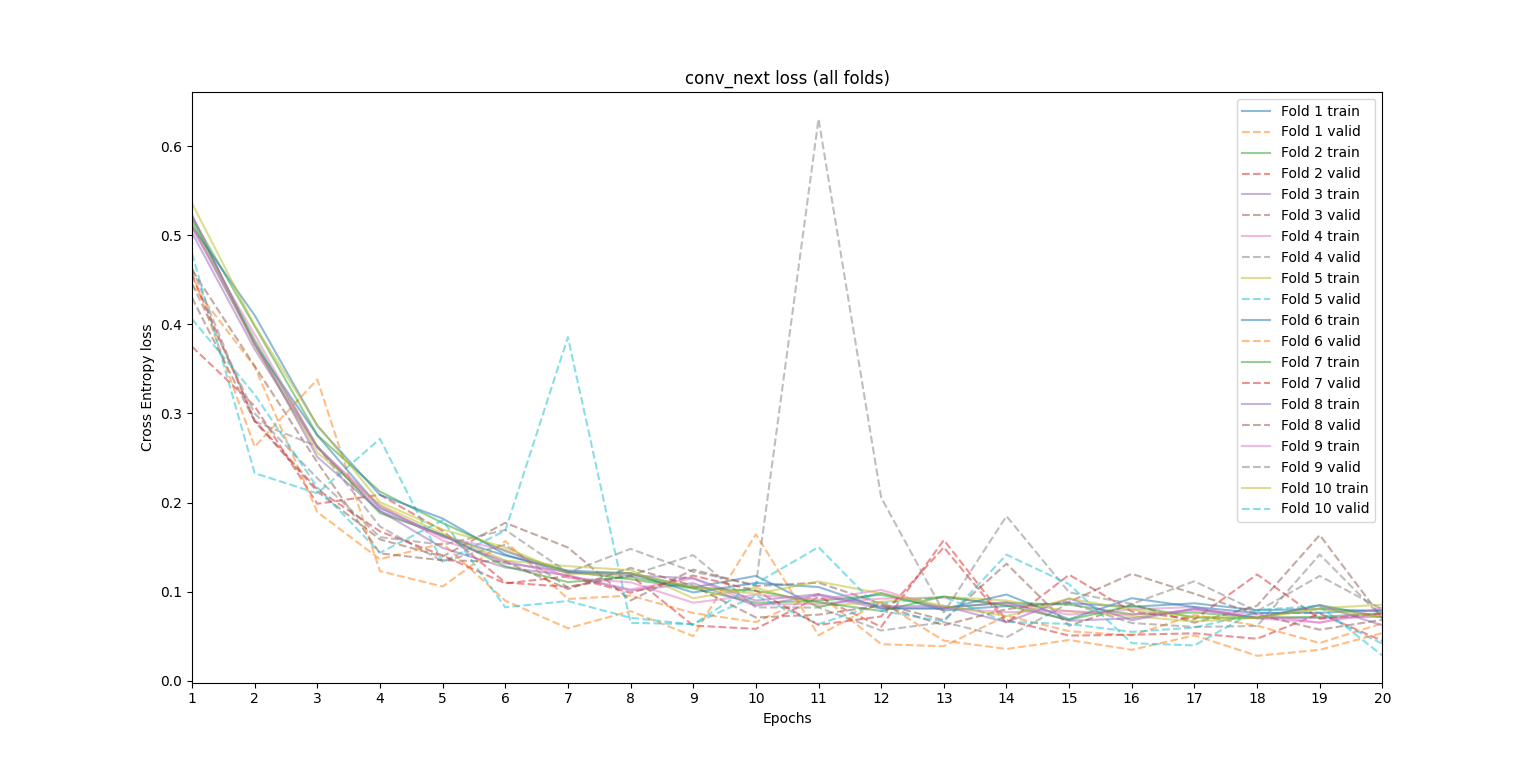 conv_next loss (all folds)
Cross Entropy loss
0.6
0.5
0.4
0.3
0.2
0.1
0.0
Fold 1 train
Fold 1 valid
Fold 2 train
Fold 2 valid
Fold 3 train
Fold 3 valid
Fold 4 train
Fold 4 valid
Fold 5 train
Fold 5 valid
Fold 6 train
Fold 6 valid
Fold 7 train
Fold 7 valid
Fold 8 train
Fold 8 valid
Fold 9 train
Fold 9 valid
Fold 10 train
Fold 10 valid
1 2 3 4 5 6 7 8 9 10 11 12 13 14 15 16 17 18 19 20
Epochs